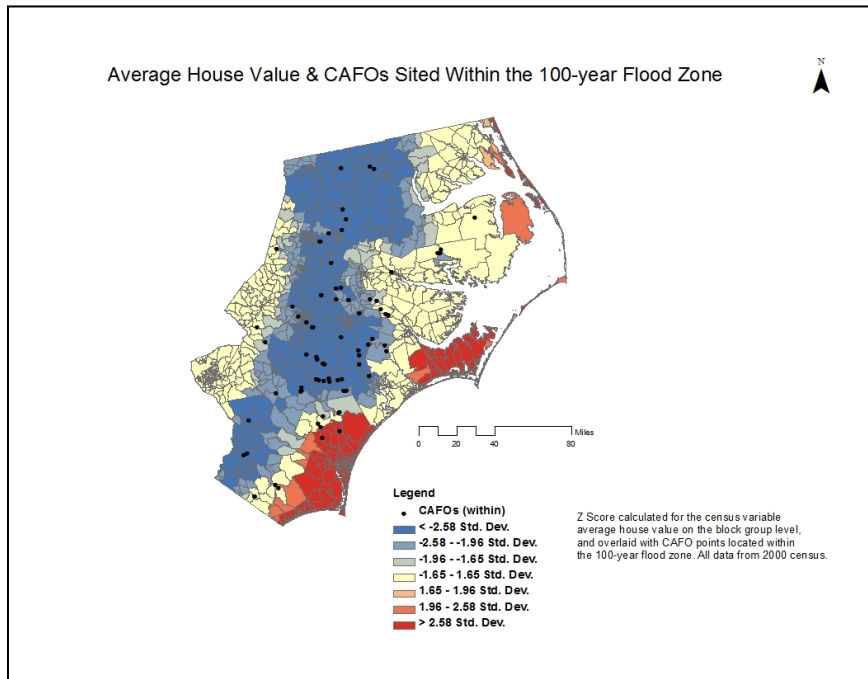 Average House Value & CAFOs Sited Within the 100-year Flood Zone
N
Miles
0 10 20 40 80
Legend
CAFOs (within)
< -2.58 Std. Dev.
-2.58 - -1.96 Std. Dev.
-1.96 - -1.65 Std. Dev.
-1.65 - 1.65 Std. Dev.
1.65 - 1.96 Std. Dev.
1.96 - 2.58 Std. Dev.
> 2.58 Std. Dev.
Z Score calculated for the census variable
average house value on the block group level,
and overlaid with CAFO points located within
the 100-year flood zone. All data from 2000 census.